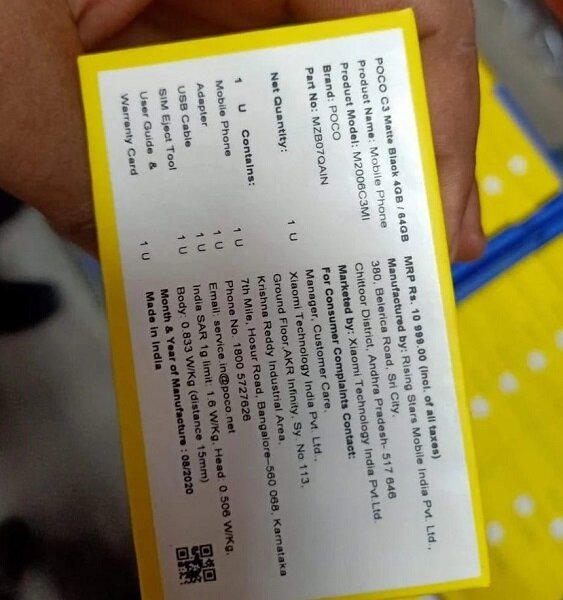 POCO C3 Matte Black 4GB / 64GB
Product Name: Mobile Phone
Product Model: M2006C3MI
Brand: POCO
Part No: MZB07QAIN
Net Quantity: 1 U
1 U Contains:
Mobile Phone 1 U
Adapter 1 U
USB Cable 1 U
SIM Eject Tool 1 U
User Guide &
Warranty Card 1 U
MRP Rs. 10 999.00 (Incl. of all taxes)
Manufactured by: Rising Stars Mobile India Pvt. Ltd.,
380, Belerica Road, Sri City,
Chittoor District, Andhra Pradesh- 517 646
Marketed by: Xiaomi Technology India Pvt.Ltd.
For Consumer Complaints Contact:
Manager, Customer Care,
Xiaomi Technology India Pvt. Ltd.,
Ground Floor,AKR Infinity, Sy. No.113,
Krishna Reddy Industrial Area,
7th Mile, Hosur Road, Bangalore-560 068, Karnataka
Phone No. 1800 5727626
Email: service.in@poco.net
India SAR 1g limit: 1.6 W/Kg, Head: 0.506 W/Kg,
Body: 0.833 W/Kg (distance 15mm)
Month & Year of Manufacture : 08/2020
Made in India